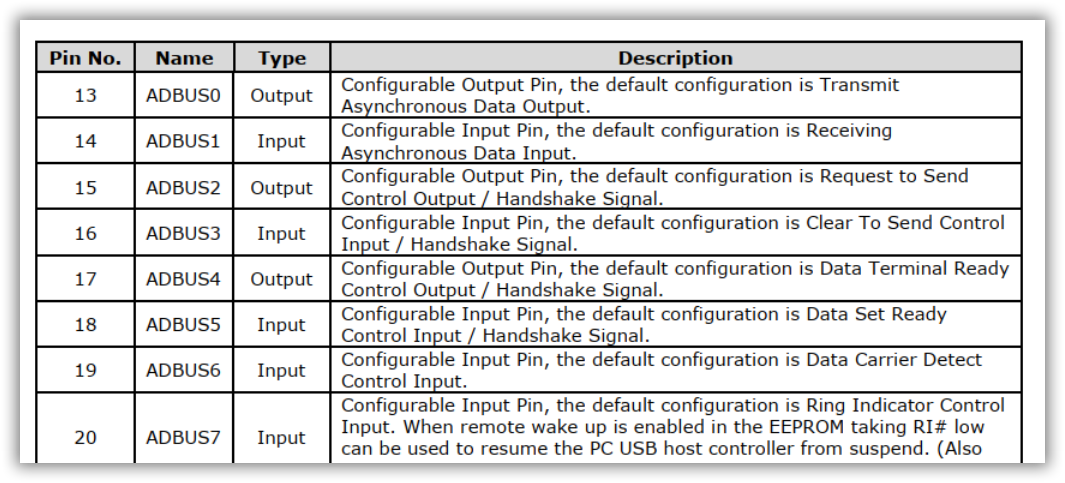 Pin No. Name Type Description
13 ADBUS0 Output Configurable Output Pin, the default configuration is Transmit
Asynchronous Data Output.
14 ADBUS1 Input Configurable Input Pin, the default configuration is Receiving
Asynchronous Data Input.
15 ADBUS2 Output Configurable Output Pin, the default configuration is Request to Send
Control Output / Handshake Signal.
16 ADBUS3 Input Configurable Input Pin, the default configuration is Clear To Send Control
Input / Handshake Signal.
17 ADBUS4 Output Configurable Output Pin, the default configuration is Data Terminal Ready
Control Output / Handshake Signal.
18 ADBUS5 Input Configurable Input Pin, the default configuration is Data Set Ready
Control Input / Handshake Signal.
19 ADBUS6 Input Configurable Input Pin, the default configuration is Data Carrier Detect
Control Input.
20 ADBUS7 Input Configurable Input Pin, the default configuration is Ring Indicator Control
Input. When remote wake up is enabled in the EEPROM taking RI# low
can be used to resume the PC USB host controller from suspend. (Also